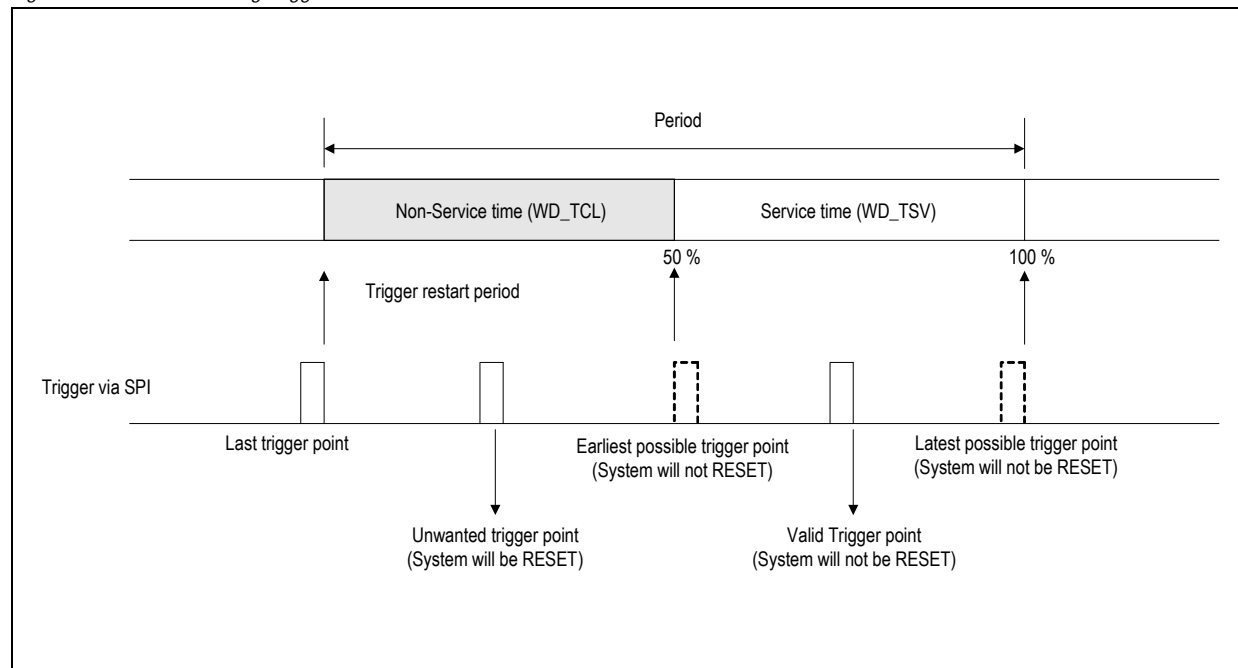 Period
Non-Service time (WD_TCL)
Service time (WD_TSV)
50 %
100 %
Trigger restart period
Trigger via SPI
Last trigger point
Earliest possible trigger point
(System will not RESET)
Latest possible trigger point
(System will not be RESET)
Unwanted trigger point
(System will be RESET)
Valid Trigger point
(System will not be RESET)